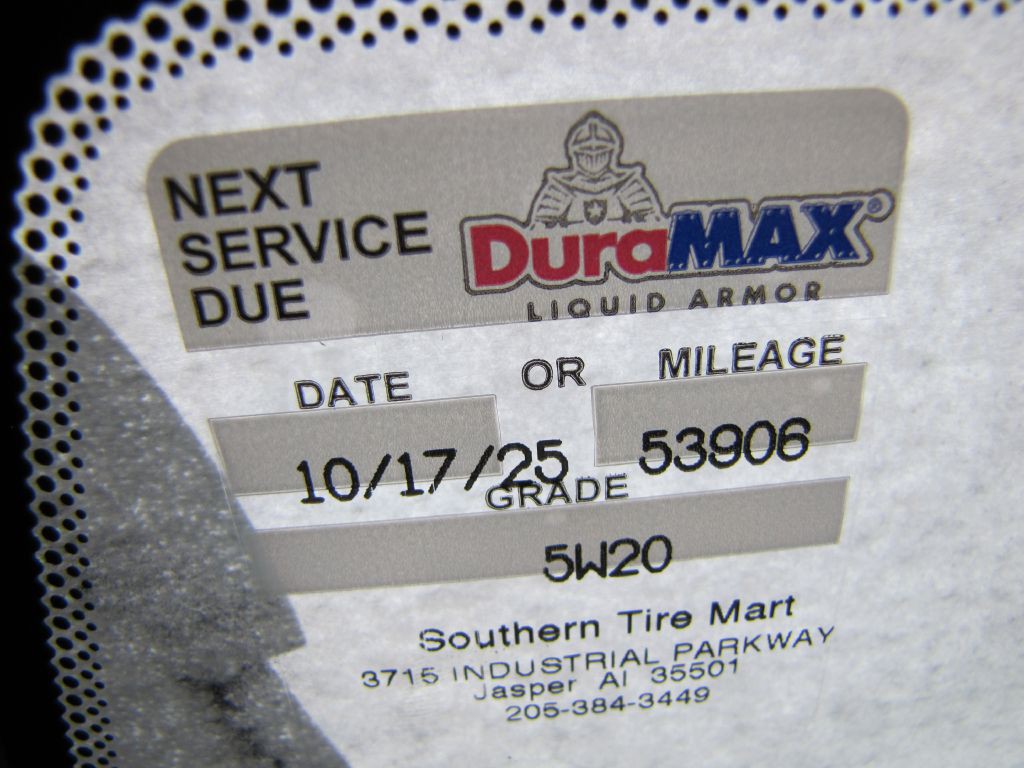 NEXT
SERVICE
DUE
DuraMAX®
LIQUID ARMOR
DATE OR MILEAGE
10/17/25 53906
GRADE
5W20
Southern Tire Mart
3715 INDUSTRIAL PARKWAY
Jasper Al 35501
205-384-3449